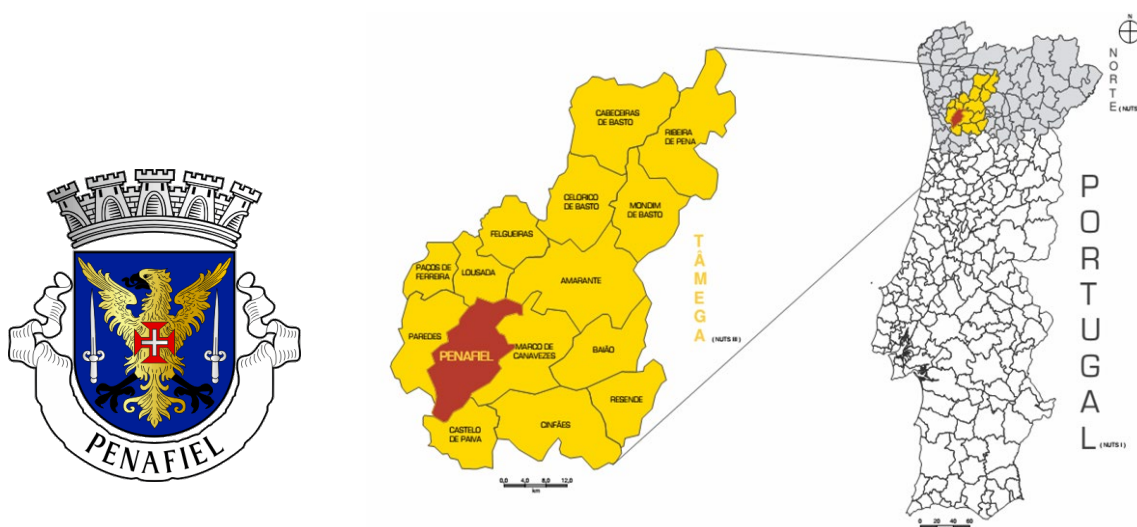 PENAFIEL
CABECEIRAS
DE BASTO
RIBEIRA
DE PENA
CELORICO
DE BASTO
MONDIM
DE BASTO
FELGUEIRAS
PAÇOS DE
FERREIRA
LOUSADA
AMARANTE
PAREDES
PENAFIEL
MARCO DE
CANAVEZES
BAIÃO
RESENDE
CINFÃES
CASTELO
DE PAIVA
0,0 4,0 8,0 12,0
km
TÂMEGA
(NUTS III)
N
NORTE
(NUTS
PORTUGAL
(NUTS I)
0 20 40 60